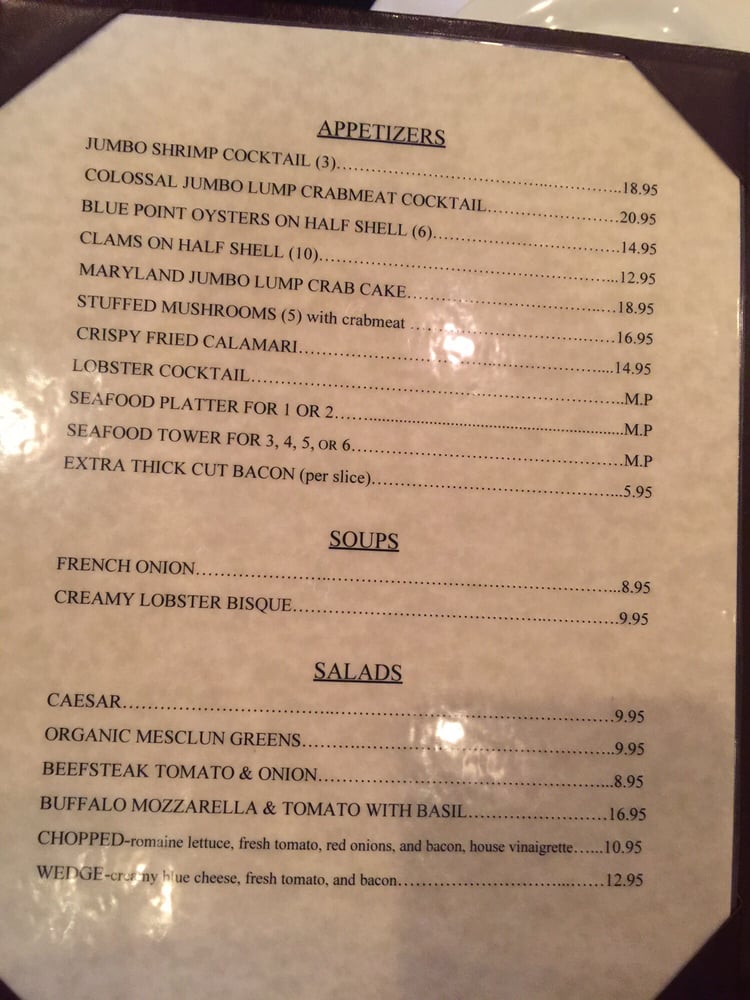 APPETIZERS
JUMBO SHRIMP COCKTAIL (3)..........18.95
COLOSSAL JUMBO LUMP CRABMEAT COCKTAIL..........20.95
BLUE POINT OYSTERS ON HALF SHELL (6)..........14.95
CLAMS ON HALF SHELL (10)..........12.95
MARYLAND JUMBO LUMP CRAB CAKE..........18.95
STUFFED MUSHROOMS (5) with crabmeat ..........16.95
CRISPY FRIED CALAMARI..........14.95
LOBSTER COCKTAIL..........M.P
SEAFOOD PLATTER FOR 1 OR 2..........M.P
SEAFOOD TOWER FOR 3, 4, 5, OR 6..........M.P
EXTRA THICK CUT BACON (per slice)..........5.95
SOUPS
FRENCH ONION..........8.95
CREAMY LOBSTER BISQUE..........9.95
SALADS
CAESAR..........9.95
ORGANIC MESCLUN GREENS..........9.95
BEEFSTEAK TOMATO & ONION..........8.95
BUFFALO MOZZARELLA & TOMATO WITH BASIL..........16.95
CHOPPED-romaine lettuce, fresh tomato, red onions, and bacon, house vinaigrette......10.95
WEDGE-creamy blue cheese, fresh tomato, and bacon..........12.95